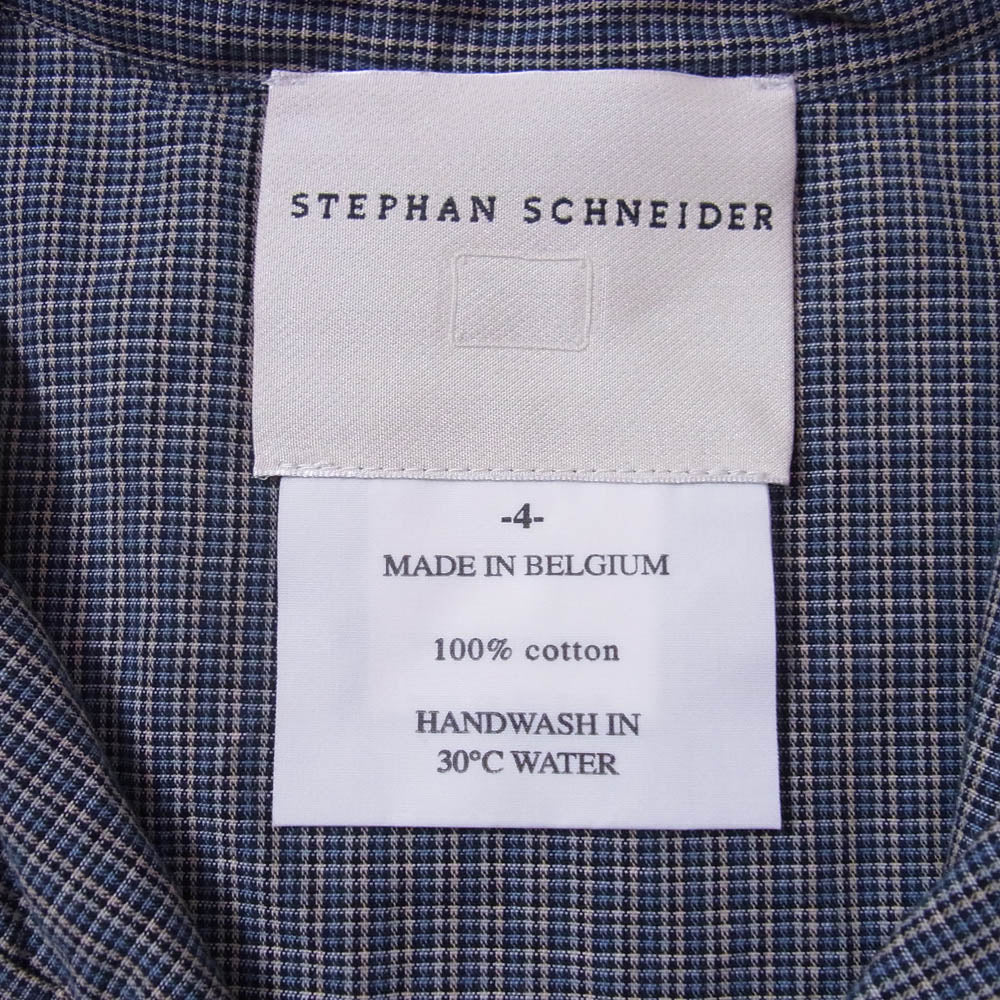 STEPHAN SCHNEIDER
-4-
MADE IN BELGIUM
100% cotton
HANDWASH IN
30°C WATER